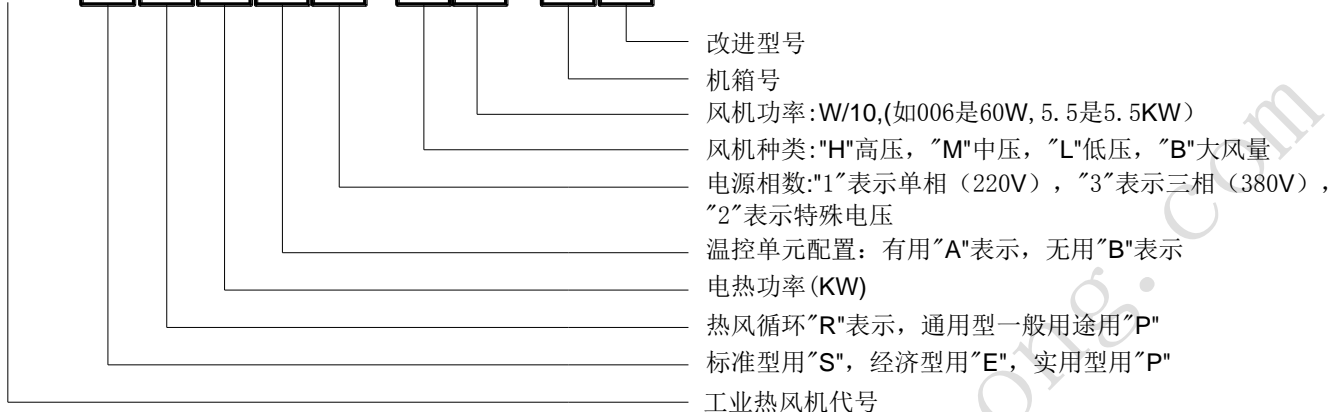 改进型号
机箱号
风机功率:W/10,(如006是60W,5.5是5.5KW）
风机种类:"H"高压，″M"中压，″L"低压，″B"大风量
电源相数:"1″表示单相（220V），″3″表示三相（380V），
″2″表示特殊电压
温控单元配置：有用″A"表示，无用″B"表示
电热功率(KW)
热风循环″R"表示，通用型一般用途用″P"
标准型用″S"，经济型用″E"，实用型用″P"
工业热风机代号
ong.com